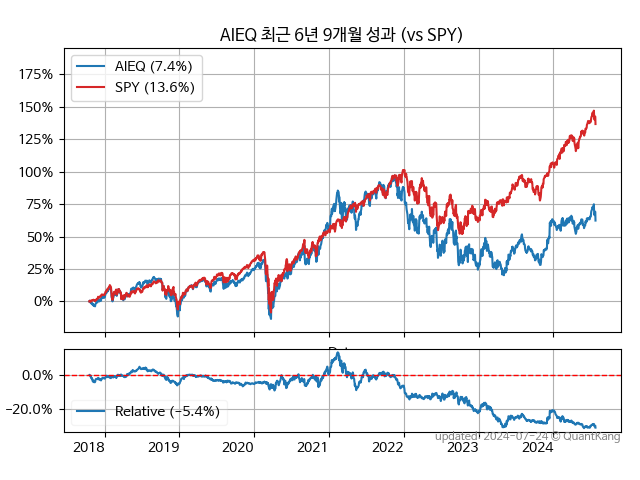 AIEQ 최근 6년 9개월 성과 (vs SPY)
AIEQ (7.4%)
SPY (13.6%)
175%
150%
125%
100%
75%
50%
25%
0%
0.0%
−20.0%
Relative (−5.4%)
updated: 2024-07-24 © QuantKang
2018 2019 2020 2021 2022 2023 2024